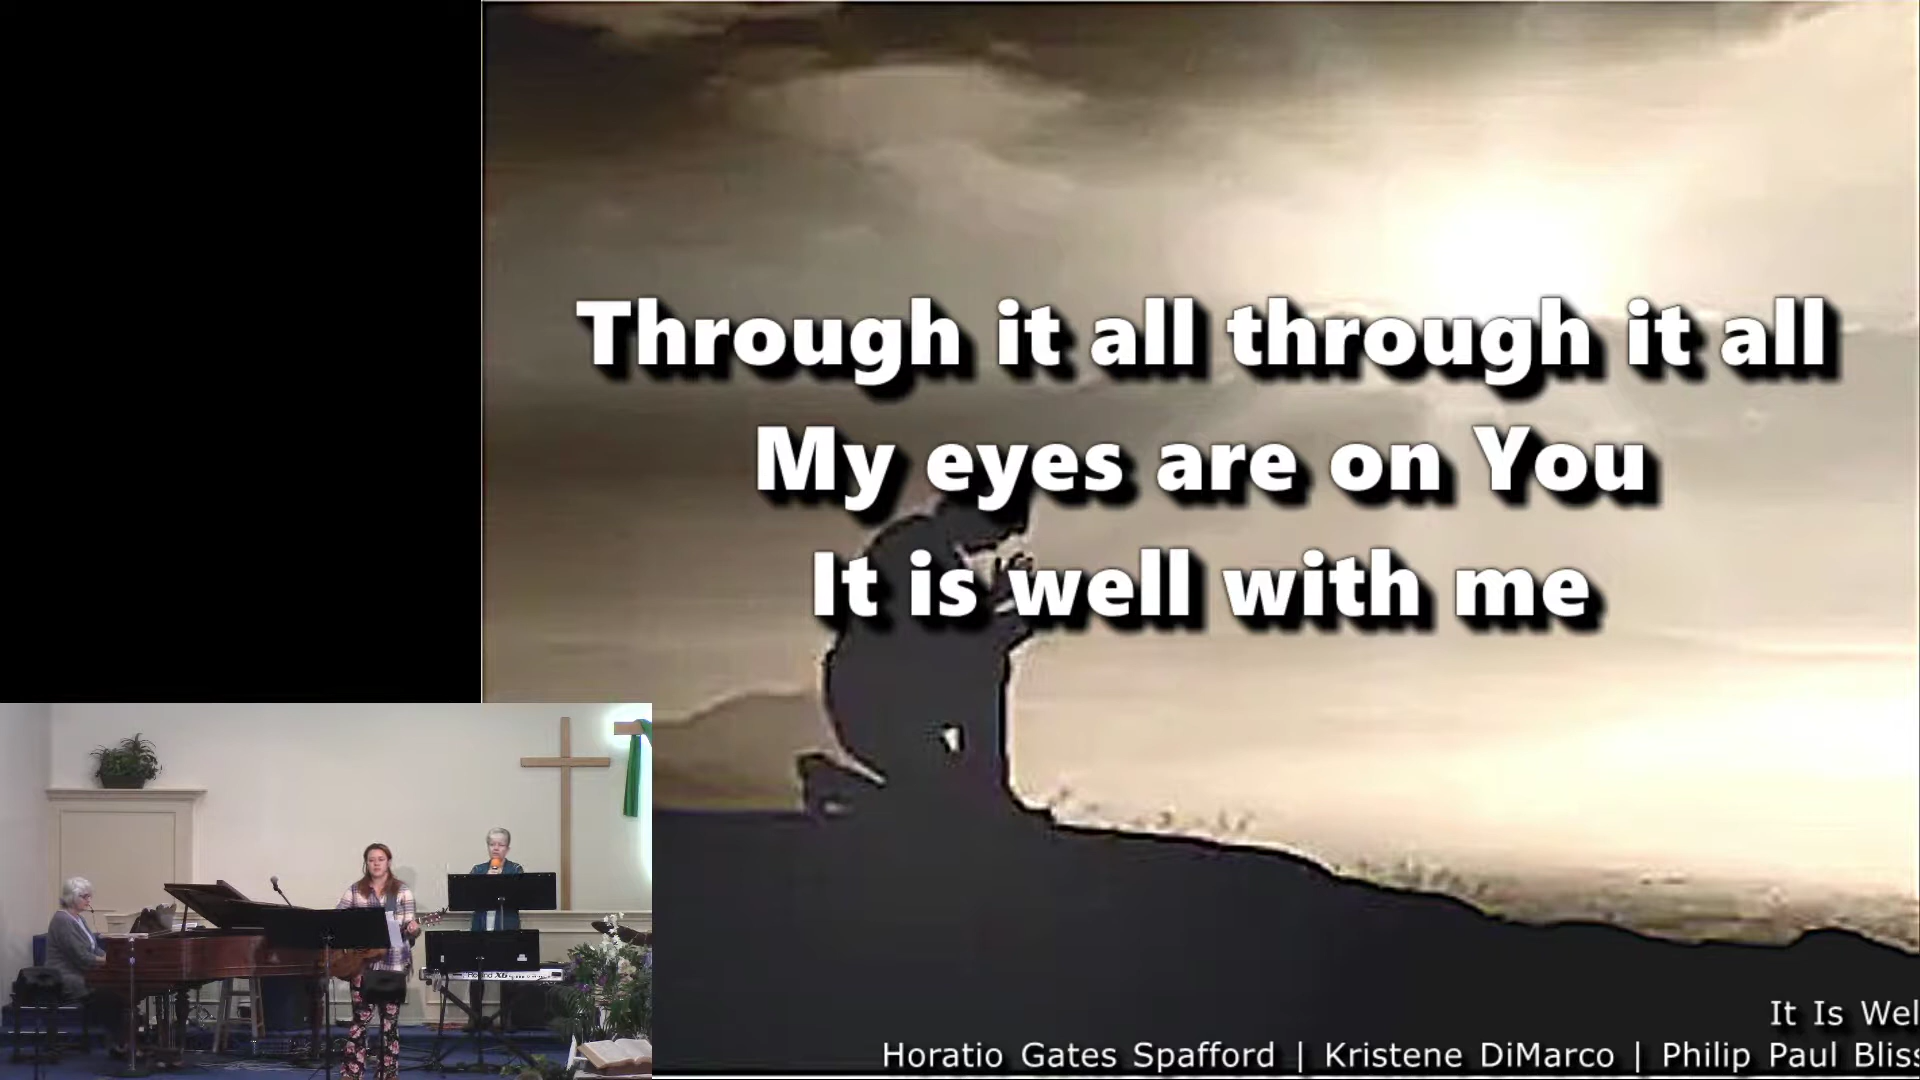 Through it all through it all
My eyes are on You
It is well with me
It Is Wel
Horatio Gates Spafford | Kristene DiMarco | Philip Paul Bliss
Roland